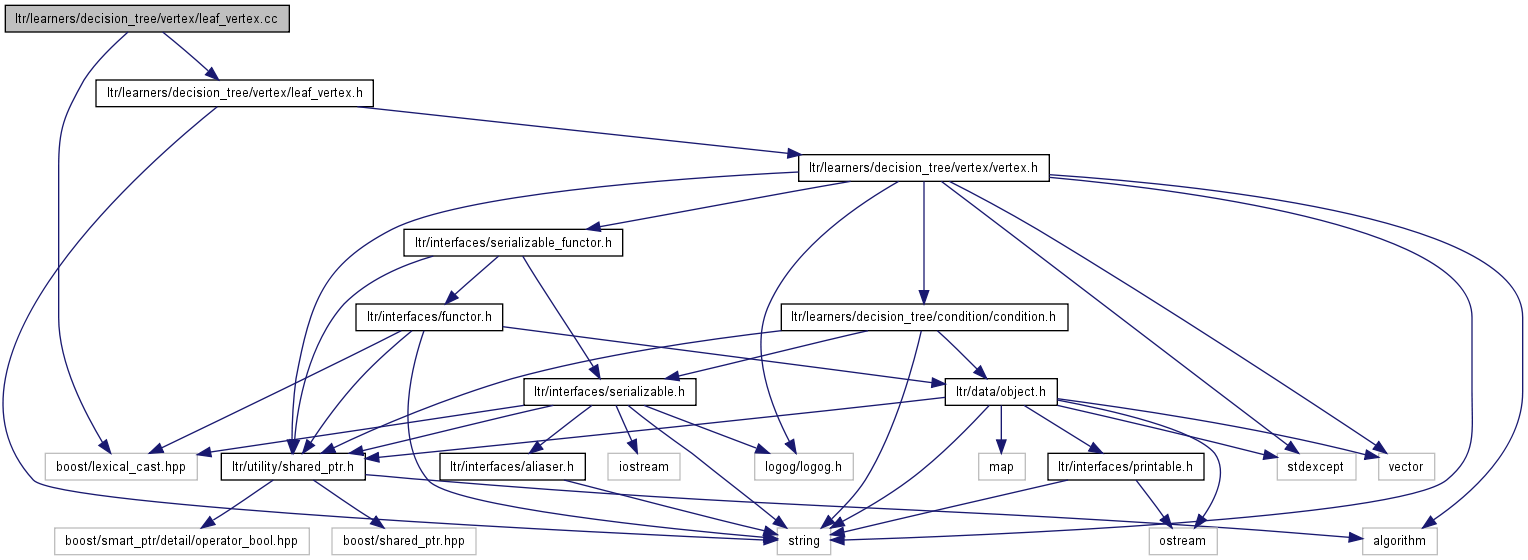 ltr/learners/decision_tree/vertex/leaf_vertex.cc
ltr/learners/decision_tree/vertex/leaf_vertex.h
ltr/learners/decision_tree/vertex/vertex.h
ltr/interfaces/serializable_functor.h
ltr/interfaces/functor.h
ltr/learners/decision_tree/condition/condition.h
ltr/interfaces/serializable.h
ltr/data/object.h
boost/lexical_cast.hpp
ltr/utility/shared_ptr.h
ltr/interfaces/aliaser.h
iostream
logog/logog.h
map
ltr/interfaces/printable.h
stdexcept
vector
boost/smart_ptr/detail/operator_bool.hpp
boost/shared_ptr.hpp
string
ostream
algorithm